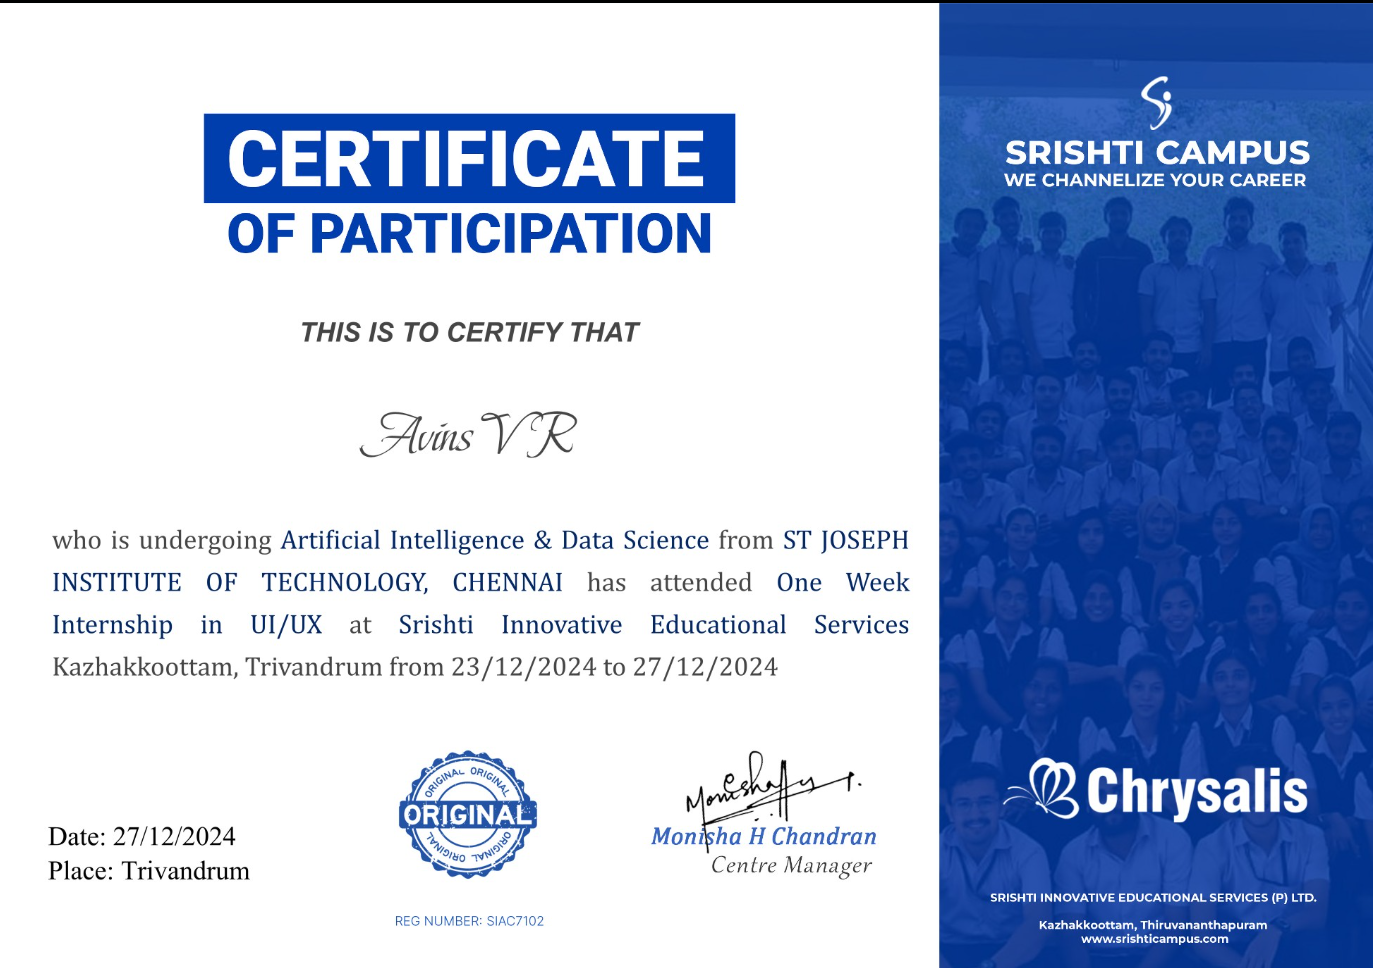 CERTIFICATE
OF PARTICIPATION
THIS IS TO CERTIFY THAT
Avins V R
who is undergoing Artificial Intelligence & Data Science from ST JOSEPH
INSTITUTE OF TECHNOLOGY, CHENNAI has attended One Week
Internship in UI/UX at Srishti Innovative Educational Services
Kazhakkoottam, Trivandrum from 23/12/2024 to 27/12/2024
Date: 27/12/2024
Place: Trivandrum
ORIGINAL ORIGINAL
ORIGINAL
ORIGINAL ORIGINAL
REG NUMBER: SIAC7102
Monisha H Chandran
Centre Manager
SRISHTI CAMPUS
WE CHANNELIZE YOUR CAREER
Chrysalis
SRISHTI INNOVATIVE EDUCATIONAL SERVICES (P) LTD.
Kazhakkoottam, Thiruvananthapuram
www.srishticampus.com